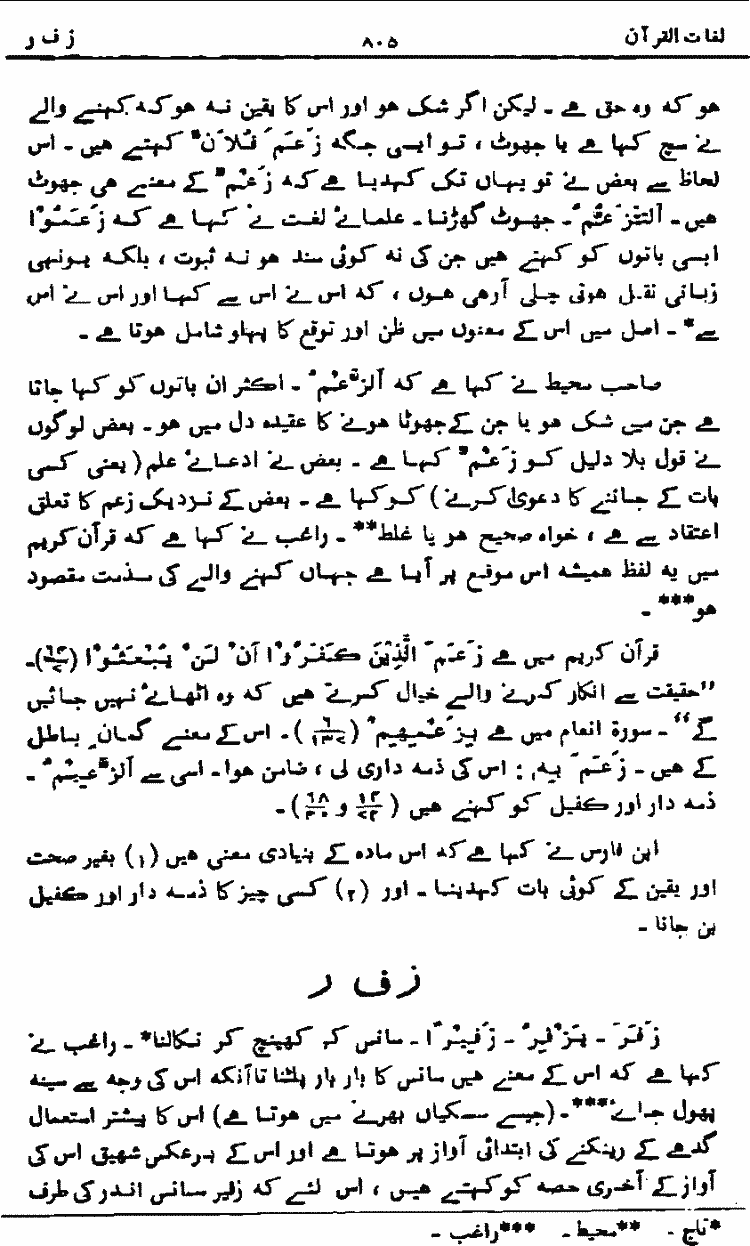 لغات القرآن ۸۰۵ ز ف ر
ہو کہ وہ حق ہے ۔ لیکن اگر شک ہو اور اس کا یقین نہ ہو کہ کہنے والے
نے سچ کہا ہے یا جھوٹ ، تو ایسی جگہ زَعَمَ فُلَانٌ کہتے ہیں ۔ اس
لحاظ سے بعض نے تو یہاں تک کہدیا ہے کہ زَعْمٌ کے معنے ہی جھوٹ
ہیں ۔ اَلتَّزَعُّمُ ۔ جھوٹ گھڑنا ۔ علمائے لغت نے کہا ہے کہ زَعَمُوْا
ایسی باتوں کو کہتے ہیں جن کی نہ کوئی سند ہو نہ ثبوت ، بلکہ یونہی
زبانی نقل ہوتی چلی آرھی ہوں ، کہ اس نے اس سے کہا اور اس نے اس
سے* ۔ اصل میں اس کے معنوں میں ظن اور توقع کا پہلو شامل ہوتا ہے ۔
صاحب محیط نے کہا ہے کہ اَلزَّعْمُ ۔ اکثر ان باتوں کو کہا جاتا
ہے جن میں شک ہو یا جن کے جھوٹا ہونے کا عقیدہ دل میں ہو ۔ بعض لوگوں
نے قول بلا دلیل کو زَعْمٌ کہا ہے ۔ بعض نے ادعائے علم ( یعنی کسی
بات کے جاننے کا دعویٰ کرنے ) کو کہا ہے ۔ بعض کے نزدیک زعم کا تعلق
اعتقاد سے ہے ، خواہ صحیح ہو یا غلط** ۔ راغب نے کہا ہے کہ قرآن کریم
میں یہ لفظ ہمیشہ اس موقع پر آیا ہے جہاں کہنے والے کی مذمت مقصود
ہو*** ۔
قرآن کریم میں ہے زَعَمَ الَّذِیْنَ کَفَرُوْا اَنْ لَنْ یُبْعَثُوْا (۶۴/۷)۔
”حقیقت سے انکار کرنے والے خیال کرتے ہیں کہ وہ اٹھائے نہیں جائیں
گے“ ۔ سورۃ انعام میں ہے بِزَعْمِهِمْ (۶/۱۳۷) ۔ اس کے معنے گمان باطل
کے ہیں ۔ زَعَمَ بِهٖ : اس کی ذمہ داری لی ، ضامن ہوا ۔ اسی سے اَلزَّعِیْمُ ۔
ذمہ دار اور کفیل کو کہتے ہیں ( ۱۲/۷۲ و ۶۸/۴۰ ) ۔
ابن فارس نے کہا ہے کہ اس مادہ کے بنیادی معنی ہیں (۱) بغیر صحت
اور یقین کے کوئی بات کہدینا ۔ اور (۲) کسی چیز کا ذمہ دار اور کفیل
بن جانا ۔
ز ف ر
زَفَرَ ۔ یَزْفِرُ ۔ زَفِیْرًا ۔ سانس کو کھینچ کر نکالنا* ۔ راغب نے
کہا ہے کہ اس کے معنے ہیں سانس کا بار بار پلٹنا تاآنکہ اس کی وجہ سے سینہ
پھول جائے*** ۔ (جیسے سسکیاں بھرنے میں ہوتا ہے) اس کا بیشتر استعمال
گدھے کے رینکنے کی ابتدائی آواز پر ہوتا ہے اور اس کے برعکس شہیق اس کی
آواز کے آخری حصہ کو کہتے ہیں ، اس لئے کہ زفیر سانس اندر کی طرف
*تاج ۔ **محیط ۔ ***راغب ۔